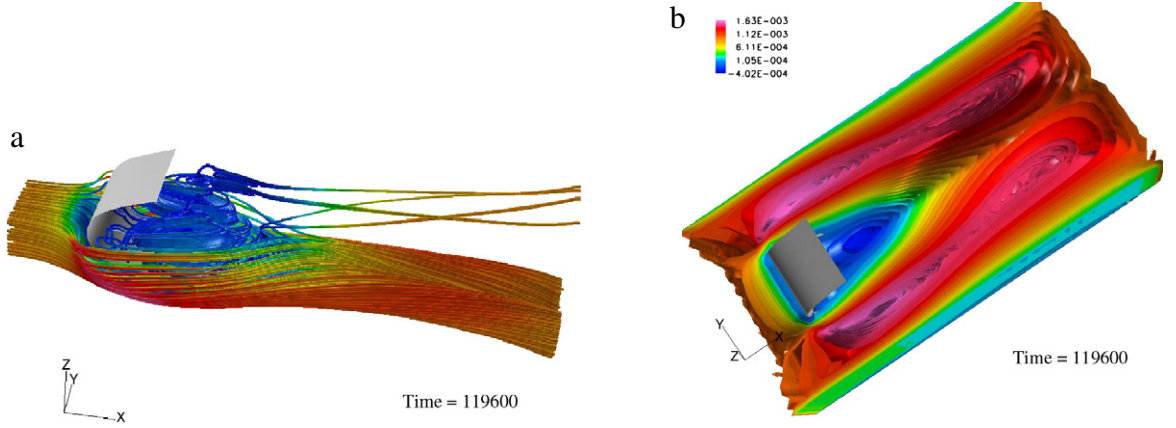 a
Z
Y
X
Time = 119600
b
1.63E-003
1.12E-003
6.11E-004
1.05E-004
-4.02E-004
Y
X
Z
Time = 119600